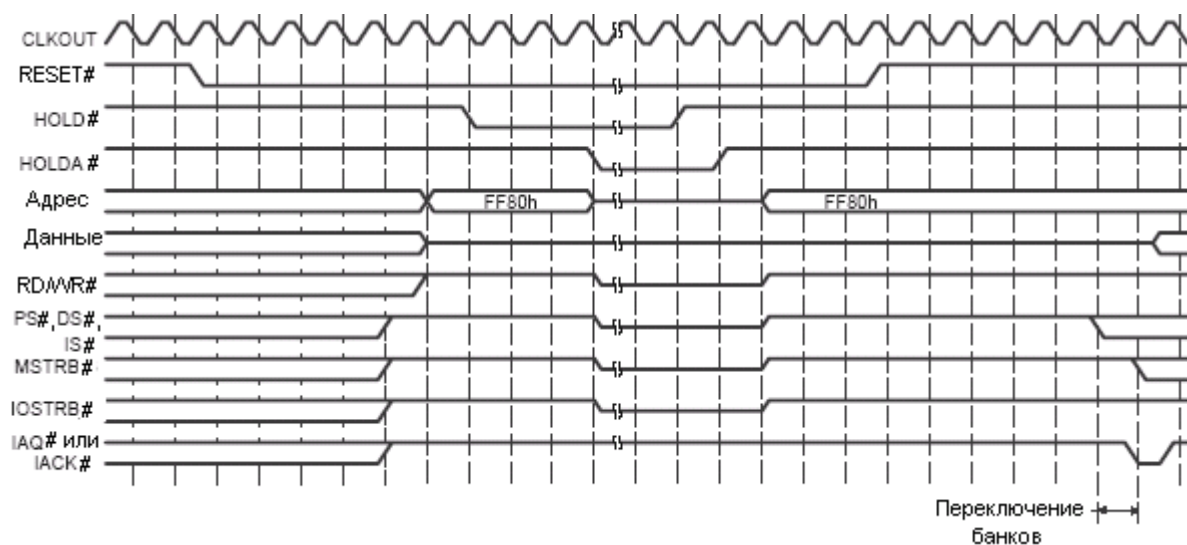 CLKOUT
RESET#
HOLD#
HOLDA#
Адрес
FF80h
FF80h
Данные
RD/WR#
PS#,DS#,
IS#
MSTRB#
IOSTRB#
IAQ# или
IACK#
Переключение
банков